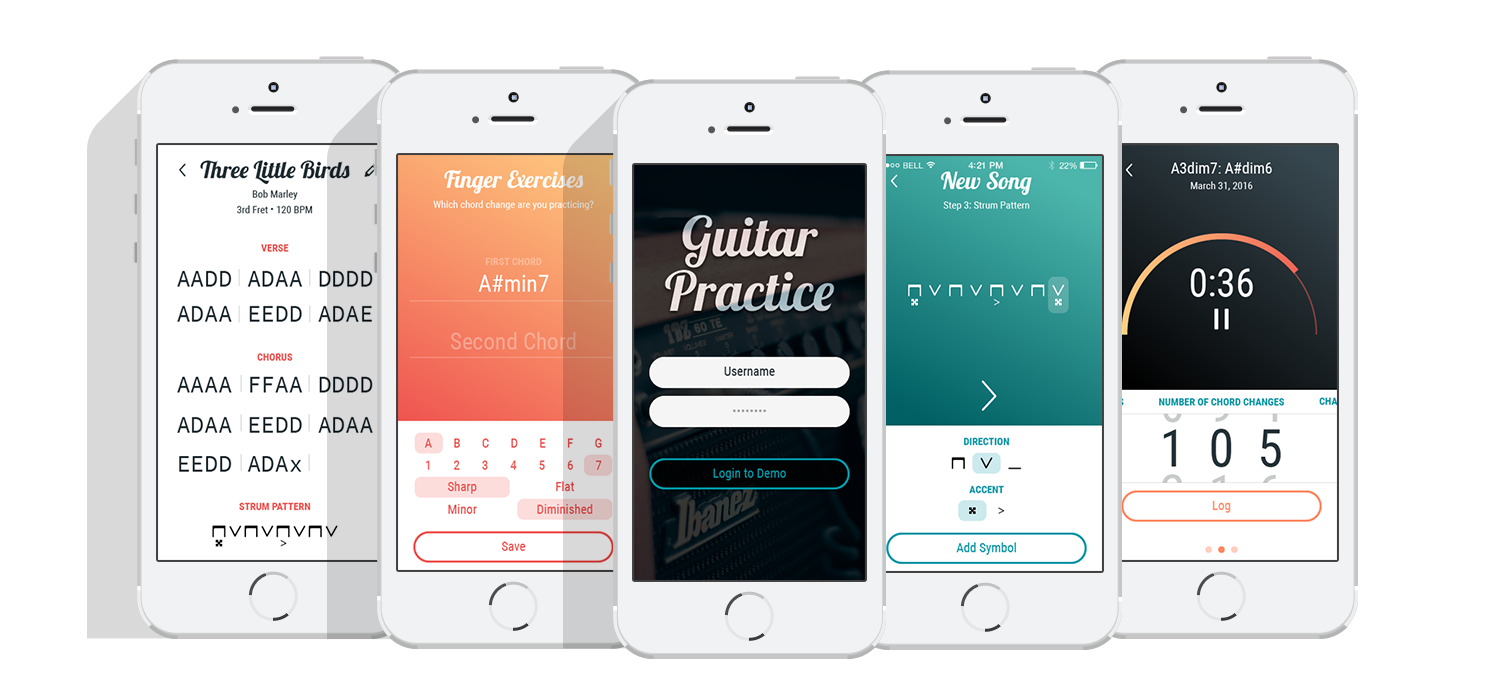 Three Little Birds
Bob Marley
3rd Fret • 120 BPM
VERSE
AADD | ADAA | DDDD
ADAA | EEDD | ADAE
CHORUS
AAAA | FFAA | DDDD
ADAA | EEDD | ADAA
EEDD | ADAx |
STRUM PATTERN
>
Finger Exercises
Which chord change are you practicing?
FIRST CHORD
A#min7
Second Chord
A B C D E F G
1 2 3 4 5 6 7
Sharp Flat
Minor Diminished
Save
Guitar
Practice
60 TE
Username
••••••••
Login to Demo
Ibanez
BELL 4:21 PM 22%
New Song
Step 3: Strum Pattern
>
DIRECTION
ACCENT
>
Add Symbol
A3dim7: A#dim6
March 31, 2016
0:36
S NUMBER OF CHORD CHANGES CHA
1 0 5
Log